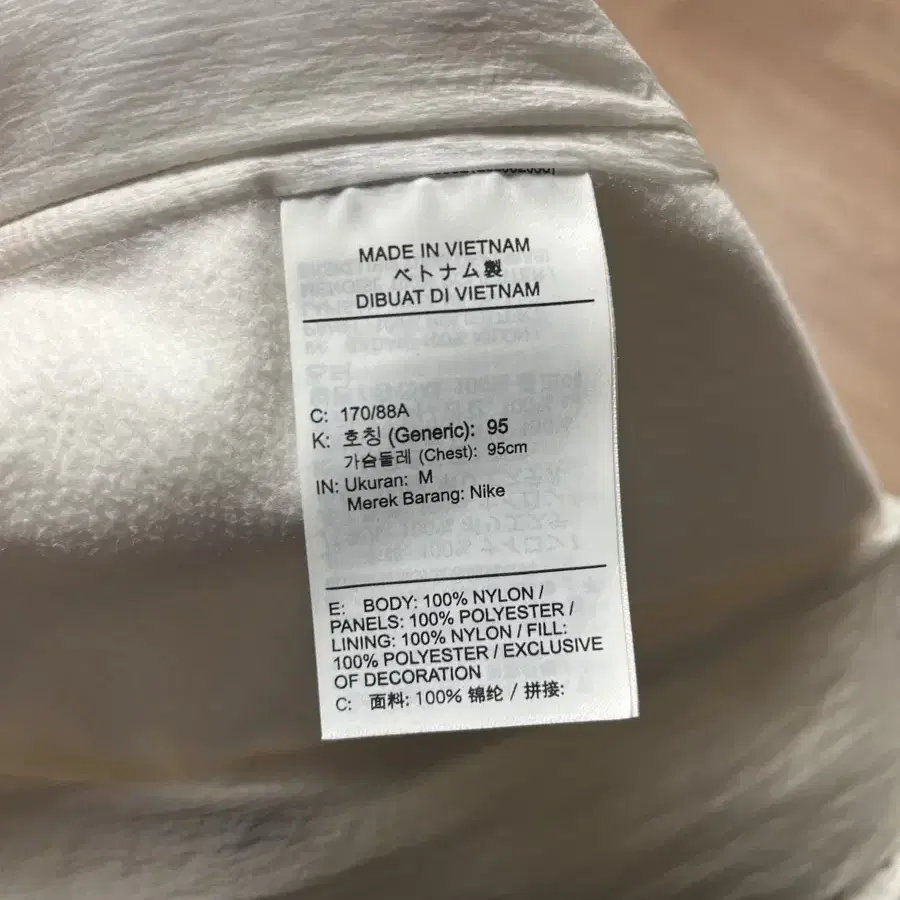 MADE IN VIETNAM
ベトナム製
DIBUAT DI VIETNAM
C: 170/88A
K: 호칭 (Generic): 95
가슴둘레 (Chest): 95cm
IN: Ukuran: M
Merek Barang: Nike
E: BODY: 100% NYLON /
PANELS: 100% POLYESTER /
LINING: 100% NYLON / FILL:
100% POLYESTER / EXCLUSIVE
OF DECORATION
C: 面料: 100% 锦纶 / 拼接: